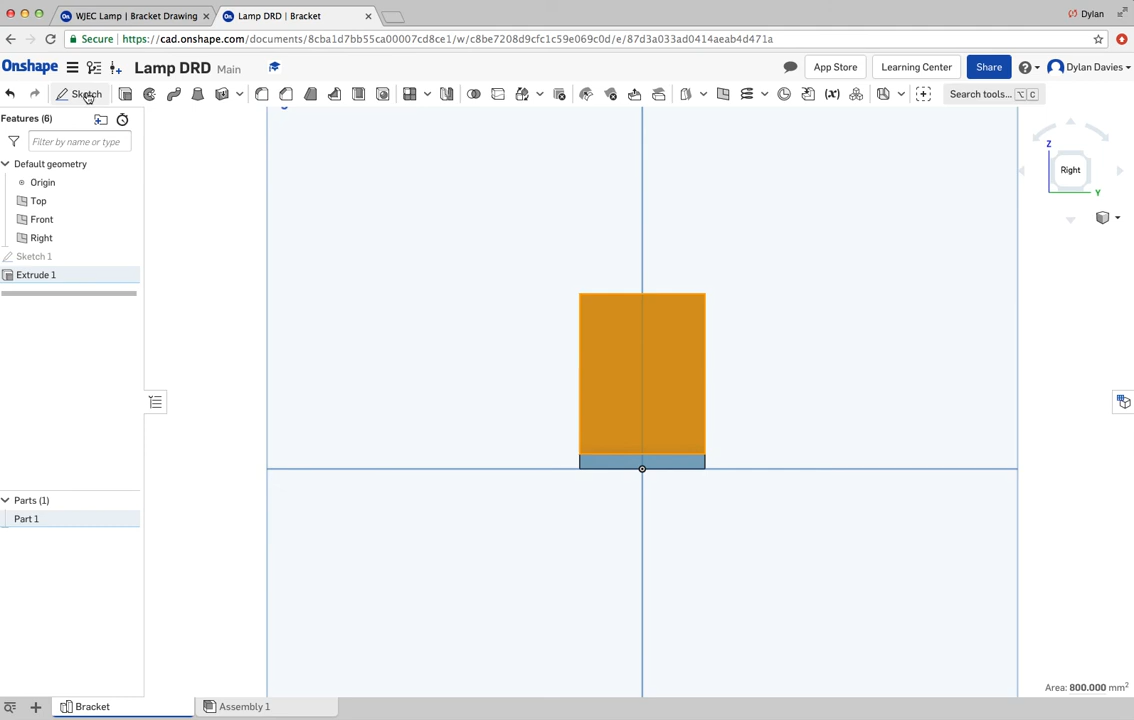 WJEC Lamp | Bracket Drawing
Lamp DRD | Bracket
Dylan
Secure
https://cad.onshape.com/documents/8cba1d7bb55ca00007cd8ce1/w/c8be7208d9cfc1c59e069c0d/e/87d3a033ad0414aeab4d471a
Onshape
Lamp DRD Main
App Store
Learning Center
Share
Dylan Davies
Sketch
(x)
Search tools... ⌥ C
Features (6)
Filter by name or type
Default geometry
Origin
Top
Front
Right
Sketch 1
Extrude 1
Z
Right
Y
Parts (1)
Part 1
Area: 800.000 mm²
Bracket
Assembly 1